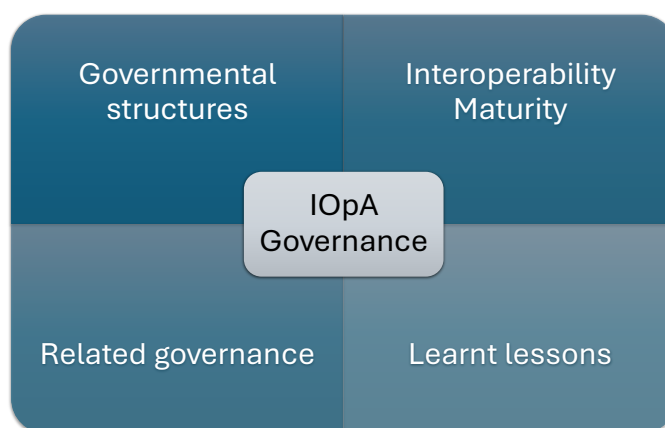 Governmental
structures
Interoperability
Maturity
IOpA
Governance
Related governance
Learnt lessons